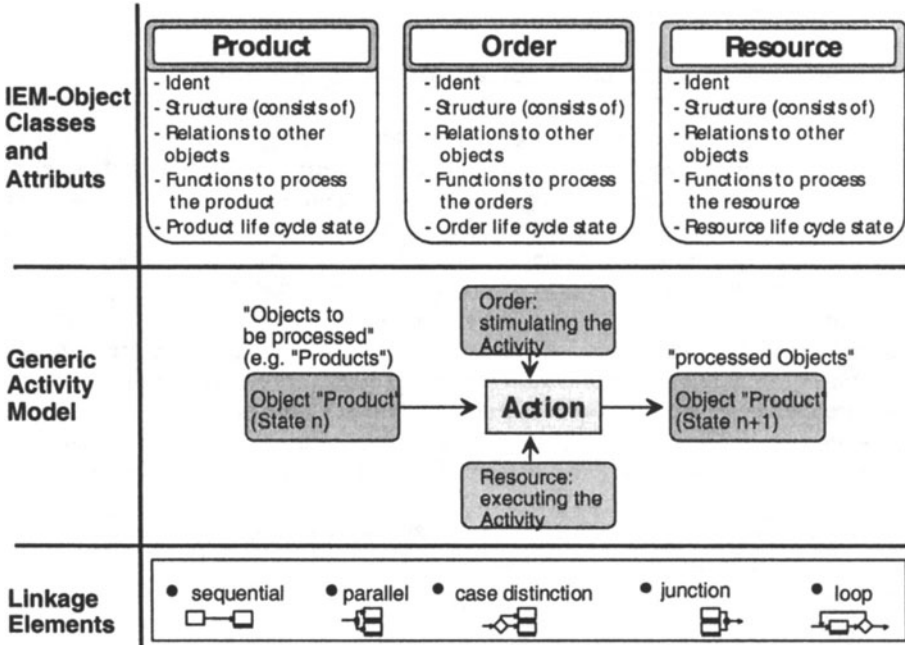 Product
Order
Resource
IEM-Object
Classes
and
Attributs
- Ident
- Structure (consists of)
- Relations to other
objects
- Functions to process
the product
- Product life cycle state
- Ident
- Structure (consists of)
- Relations to other
objects
- Functions to process
the orders
- Order life cycle state
- Ident
- Structure (consists of)
- Relations to other
objects
- Functions to process
the resource
- Resource life cycle state
Generic
Activity
Model
"Objects to
be processed"
(e.g. "Products")
Object "Product"
(State n)
Order:
stimulating the
Activity
Action
Resource:
executing the
Activity
"processed Objects"
Object "Product"
(State n+1)
Linkage
Elements
● sequential
● parallel
● case distinction
● junction
● loop